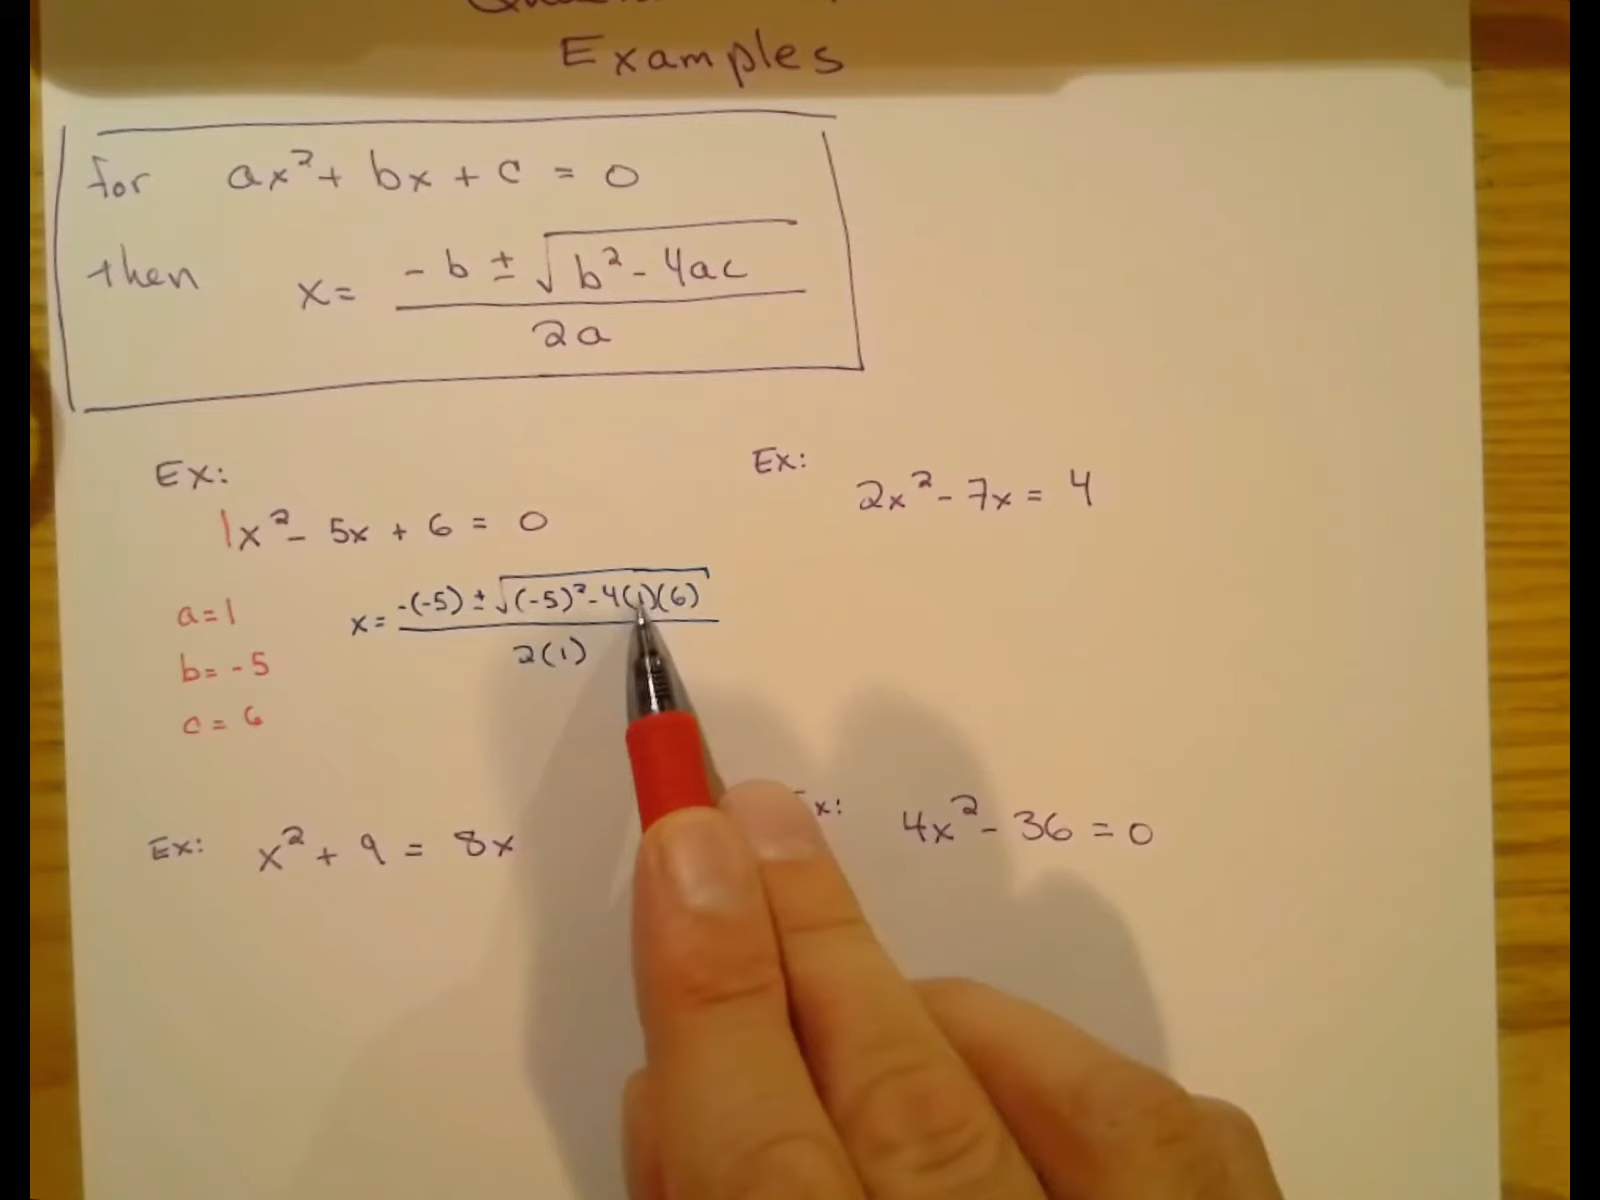 Examples
for ax² + bx + c = 0
then x = (-b ± √(b² - 4ac)) / (2a)
Ex:
1x² - 5x + 6 = 0
a = 1
b = -5
c = 6
x = (-(-5) ± √((-5)² - 4(1)(6))) / (2(1))
Ex:
2x² - 7x = 4
Ex: x² + 9 = 8x
x: 4x² - 36 = 0